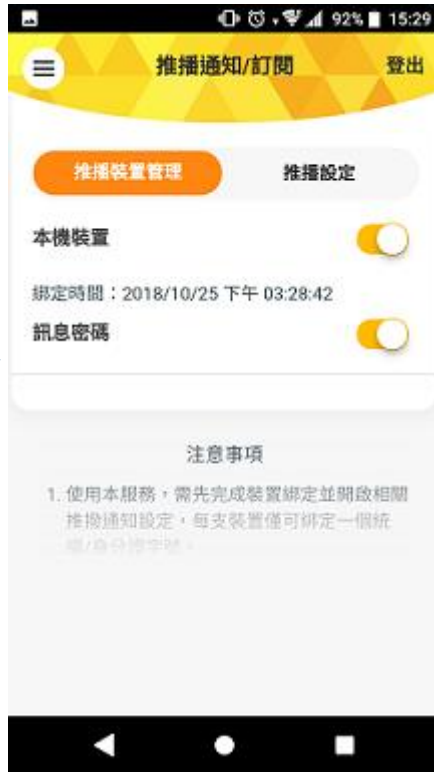 92% 15:29
推播通知/訂閱
登出
推播裝置管理
推播設定
本機裝置
綁定時間：2018/10/25 下午 03:28:42
訊息密碼
注意事項
1. 使用本服務，需先完成裝置綁定並開啟相關
推撥通知設定，每支裝置僅可綁定一個統